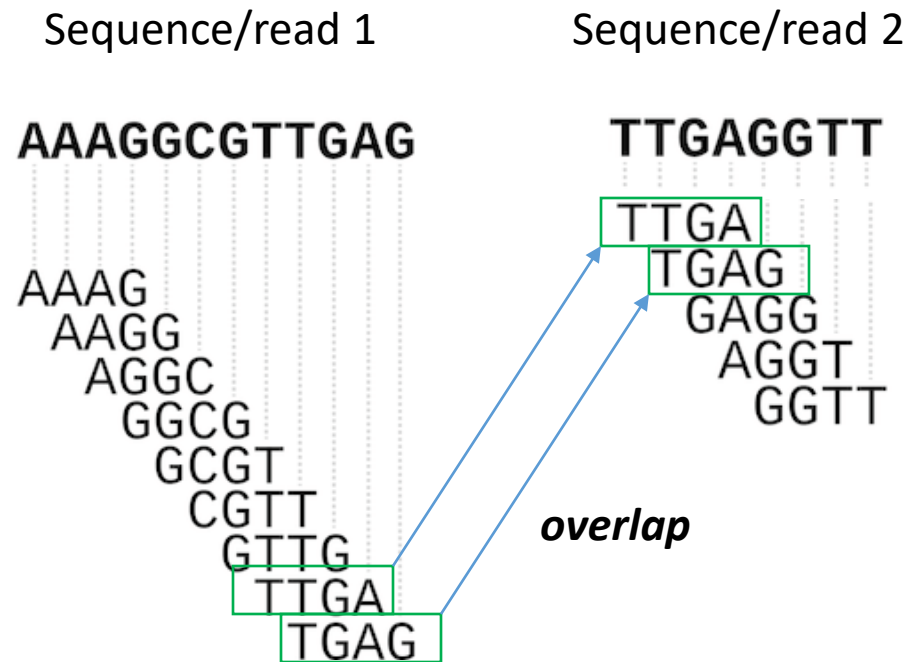 Sequence/read 1
AAAGGCGTTGAG
AAAG
AAGG
AGGC
GGCG
GCGT
CGTT
GTTG
TTGA
TGAG
Sequence/read 2
TTGAGGTT
TTGA
TGAG
GAGG
AGGT
GGTT
overlap